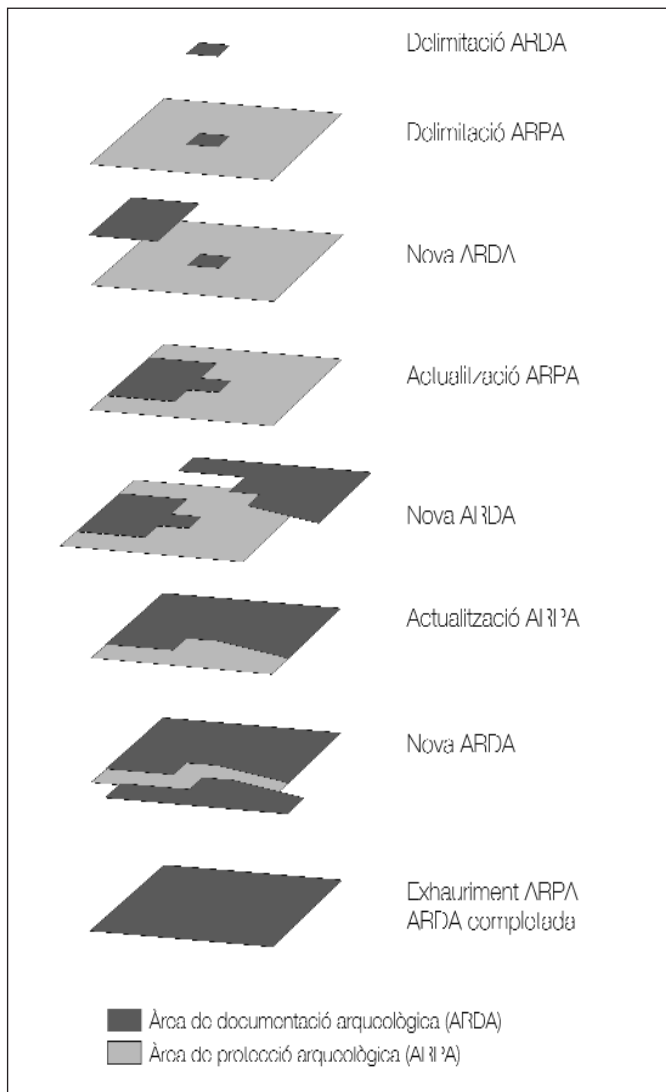 Delimitació ARDA
Delimitació ARPA
Nova ARDA
Actualització ARPA
Nova ARDA
Actualització ARPA
Nova ARDA
Exhauriment ARPA
ARDA completada
Àrea de documentació arqueològica (ARDA)
Àrea de protecció arqueològica (ARPA)